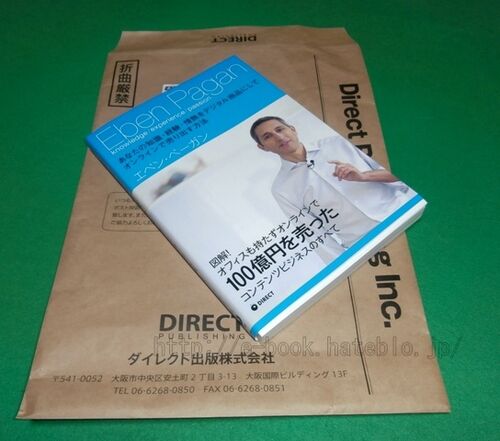 DIRECT
折曲厳禁
Direct P
ng Inc.
Eben Pagan
knowledge/experience/passion
あなたの知識、経験、情熱をデジタル商品にして
オンラインで売り出す方法
エベン・ペーガン
図解!
オフィスも持たずオンラインで
100億円を売った
コンテンツビジネスのすべて
DIRECT
DIRECT
PUBLISHING
http://e-book.hateblo.jp/
ダイレクト出版株式会社
〒541-0052 大阪市中央区安土町2丁目3-13 大阪国際ビルディング13F
TEL 06-6268-0850 FAX 06-6268-0851